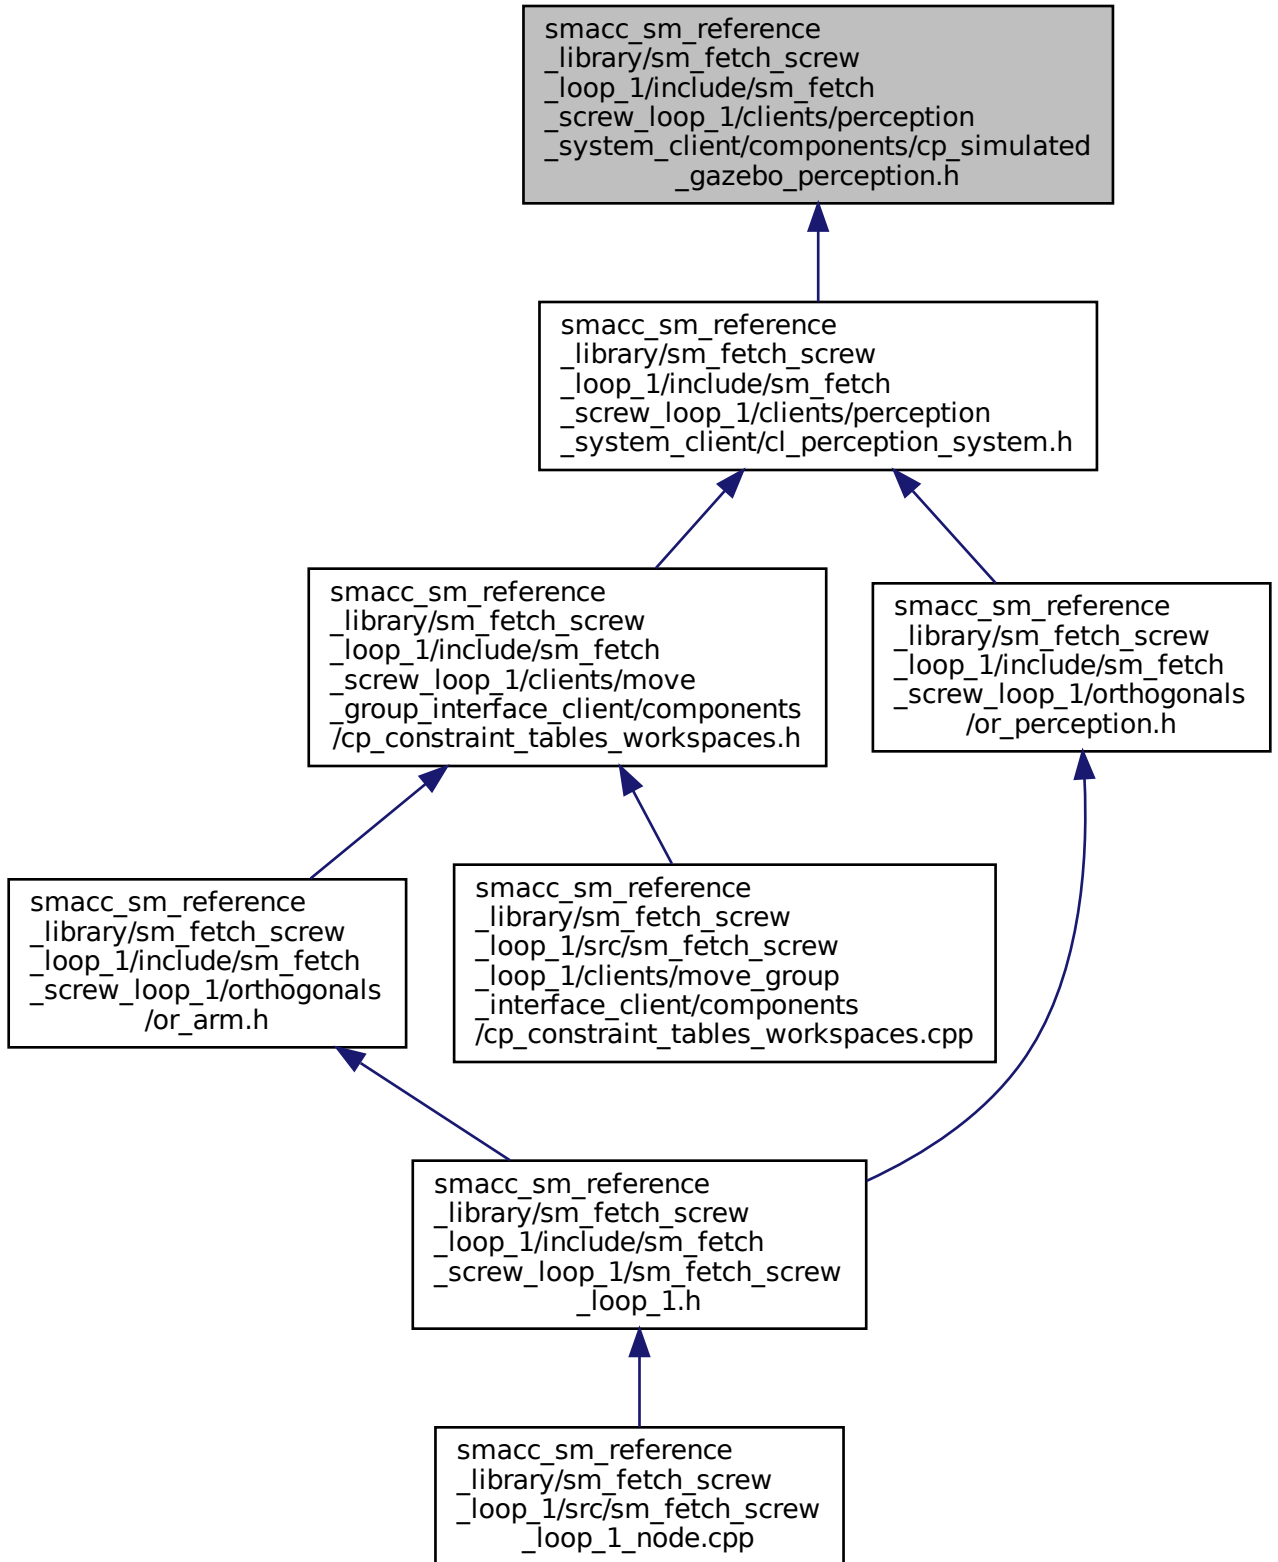 smacc_sm_reference
_library/sm_fetch_screw
_loop_1/include/sm_fetch
_screw_loop_1/clients/perception
_system_client/components/cp_simulated
_gazebo_perception.h
smacc_sm_reference
_library/sm_fetch_screw
_loop_1/include/sm_fetch
_screw_loop_1/clients/perception
_system_client/cl_perception_system.h
smacc_sm_reference
_library/sm_fetch_screw
_loop_1/include/sm_fetch
_screw_loop_1/clients/move
_group_interface_client/components
/cp_constraint_tables_workspaces.h
smacc_sm_reference
_library/sm_fetch_screw
_loop_1/include/sm_fetch
_screw_loop_1/orthogonals
/or_perception.h
smacc_sm_reference
_library/sm_fetch_screw
_loop_1/include/sm_fetch
_screw_loop_1/orthogonals
/or_arm.h
smacc_sm_reference
_library/sm_fetch_screw
_loop_1/src/sm_fetch_screw
_loop_1/clients/move_group
_interface_client/components
/cp_constraint_tables_workspaces.cpp
smacc_sm_reference
_library/sm_fetch_screw
_loop_1/include/sm_fetch
_screw_loop_1/sm_fetch_screw
_loop_1.h
smacc_sm_reference
_library/sm_fetch_screw
_loop_1/src/sm_fetch_screw
_loop_1_node.cpp